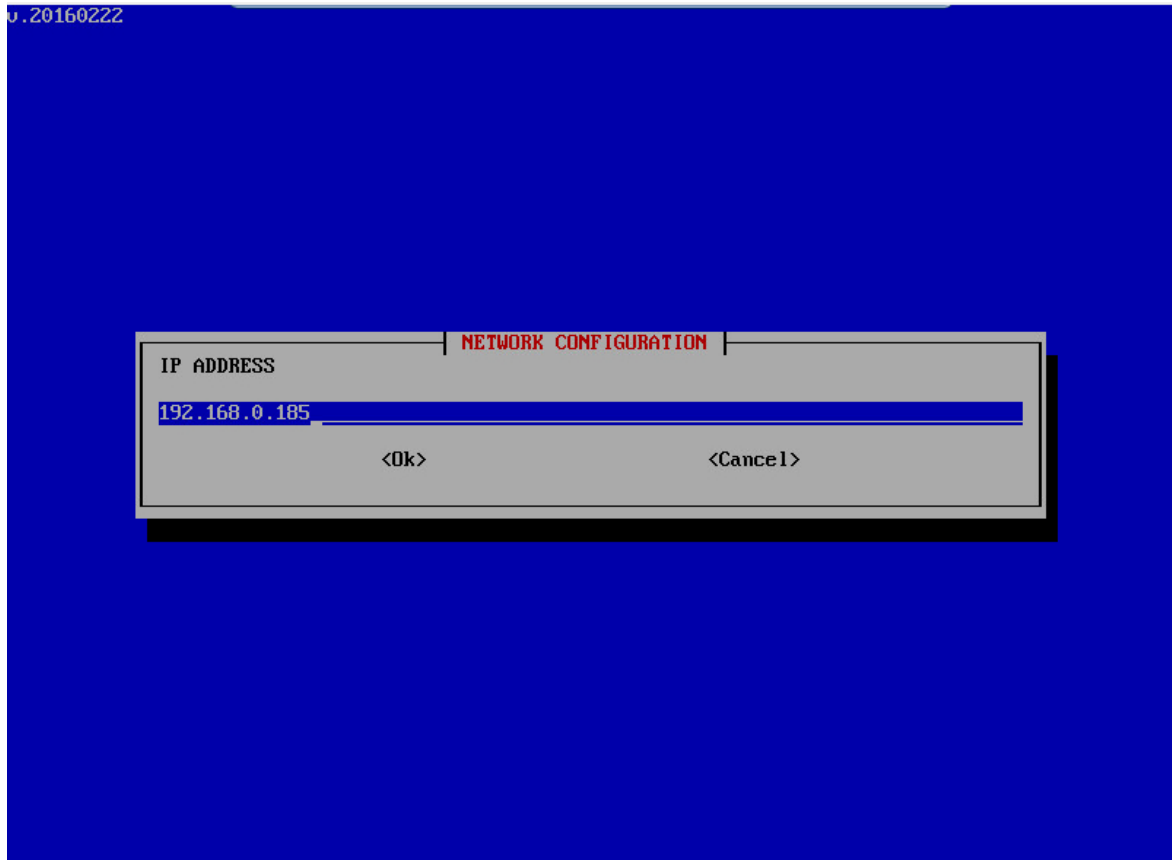 v.20160222
NETWORK CONFIGURATION
IP ADDRESS
192.168.0.185
<Ok> <Cancel>